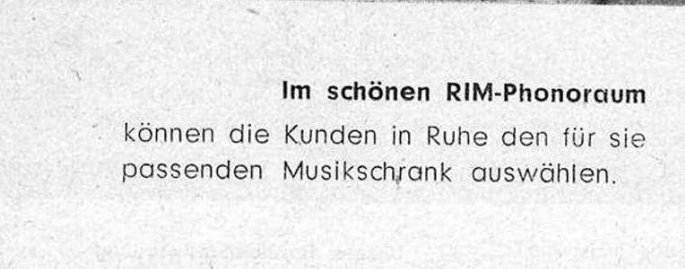 Im schönen RIM-Phonoraum
können die Kunden in Ruhe den für sie
passenden Musikschrank auswählen.